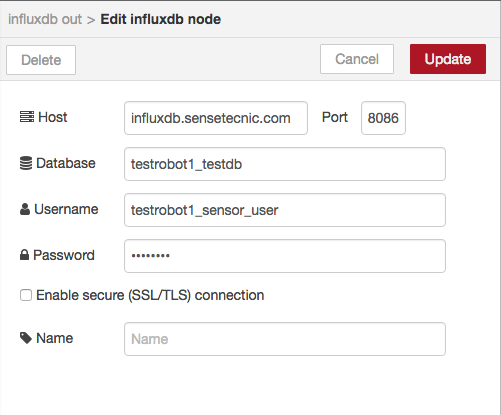 influxdb out > Edit influxdb node
Delete Cancel Update
Host influxdb.sensetecnic.com Port 8086
Database testrobot1_testdb
Username testrobot1_sensor_user
Password ••••••••
Enable secure (SSL/TLS) connection
Name Name